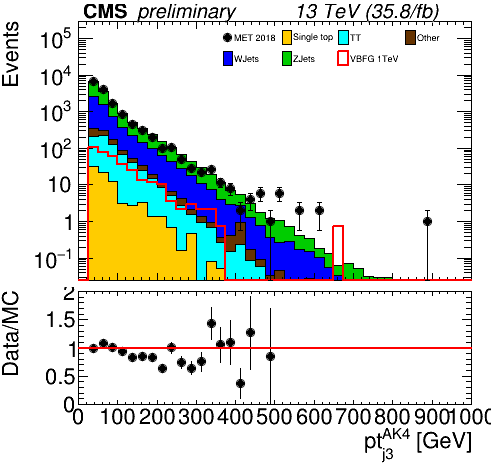 CMS preliminary 13 TeV (35.8/fb)
Events
MET 2018 Single top TT Other
WJets ZJets VBFG 1TeV
10^5
10^4
10^3
10^2
10
1
10^-1
Data/MC
2
1.5
1
0.5
0
0 100 200 300 400 500 600 700 800 900 1000
pt_{j3}^{AK4} [GeV]